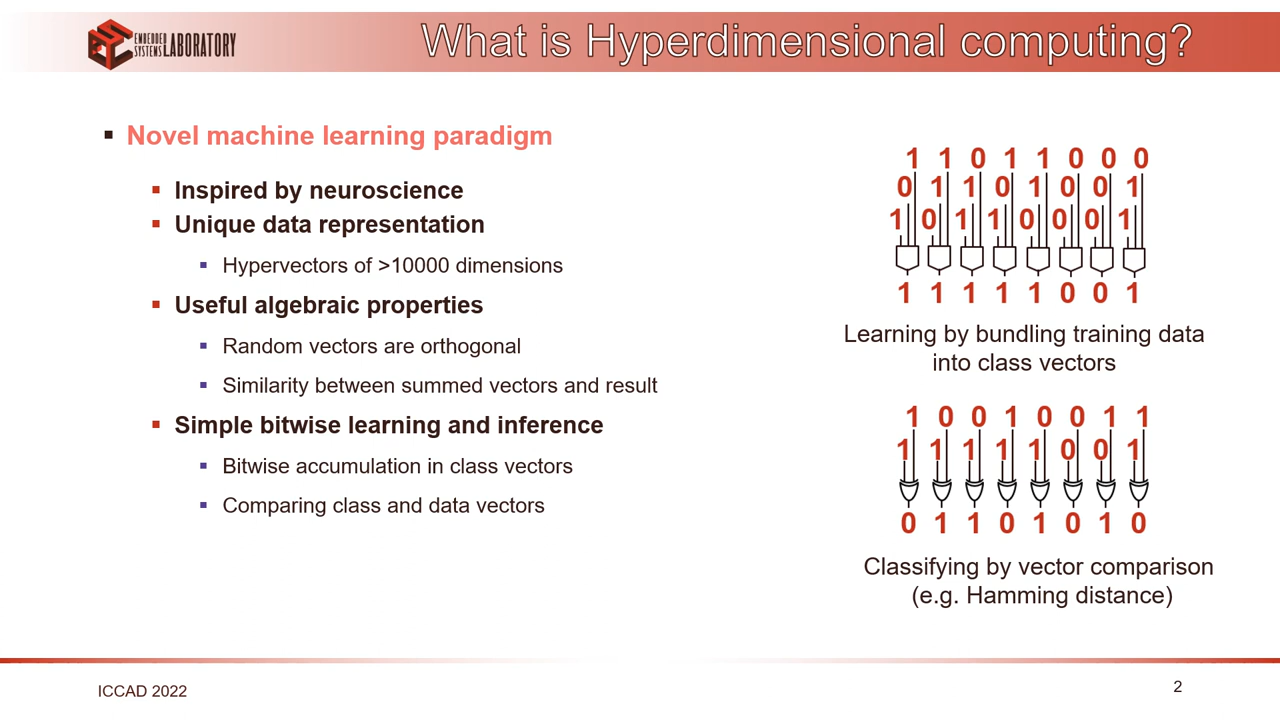 EMBEDDED
SYSTEMS LABORATORY
What is Hyperdimensional computing?
Novel machine learning paradigm
Inspired by neuroscience
Unique data representation
Hypervectors of >10000 dimensions
Useful algebraic properties
Random vectors are orthogonal
Similarity between summed vectors and result
Simple bitwise learning and inference
Bitwise accumulation in class vectors
Comparing class and data vectors
1 1 0 1 1 0 0 0
0 1 1 0 1 0 0 1
1 0 1 1 0 0 0 1
1 1 1 1 1 0 0 1
Learning by bundling training data
into class vectors
1 0 0 1 0 0 1 1
1 1 1 1 1 0 0 1
0 1 1 0 1 0 1 0
Classifying by vector comparison
(e.g. Hamming distance)
ICCAD 2022
2